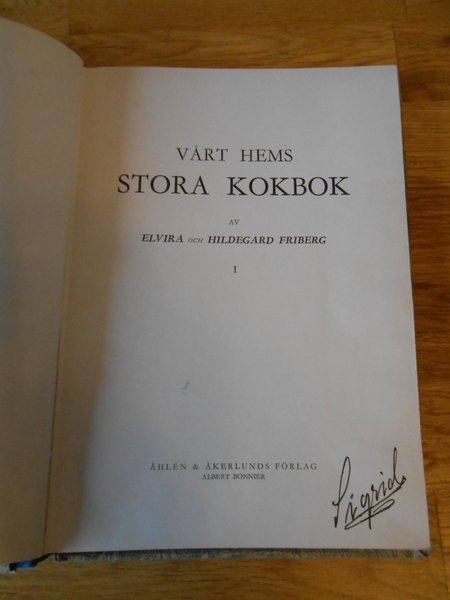 VÅRT HEMS
STORA KOKBOK
AV
ELVIRA OCH HILDEGARD FRIBERG
I
ÅHLÉN & ÅKERLUNDS FÖRLAG
ALBERT BONNIER
Sigrid